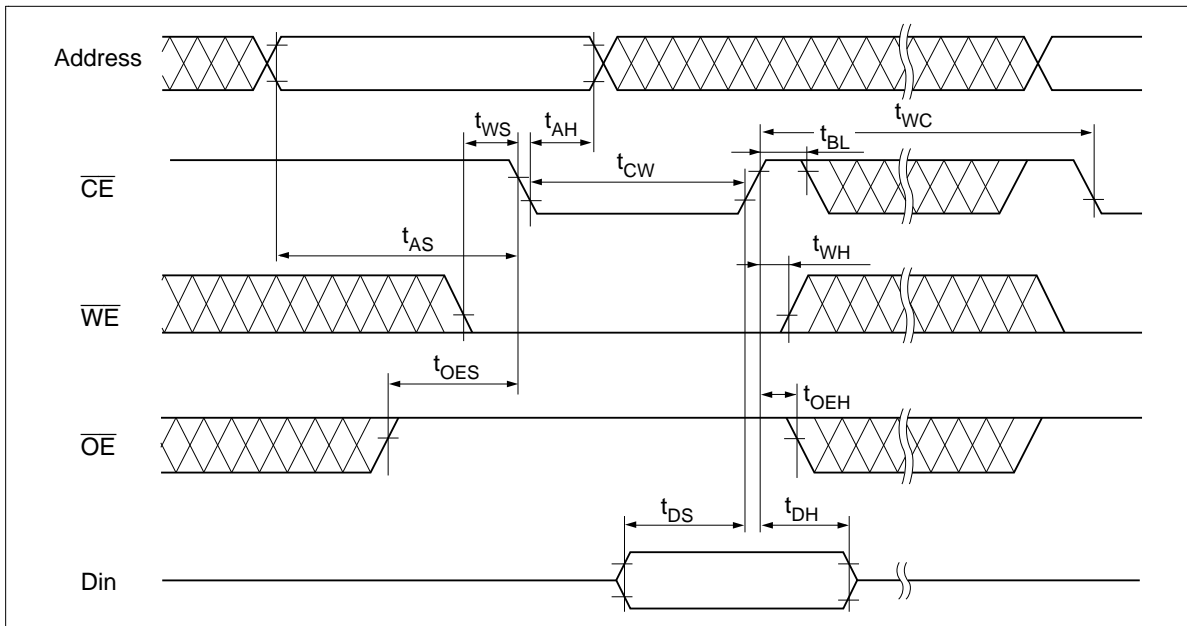 Address
tWS
tAH
tBL
tWC
CE
tCW
tAS
tWH
WE
tOES
tOEH
OE
tDS
tDH
Din